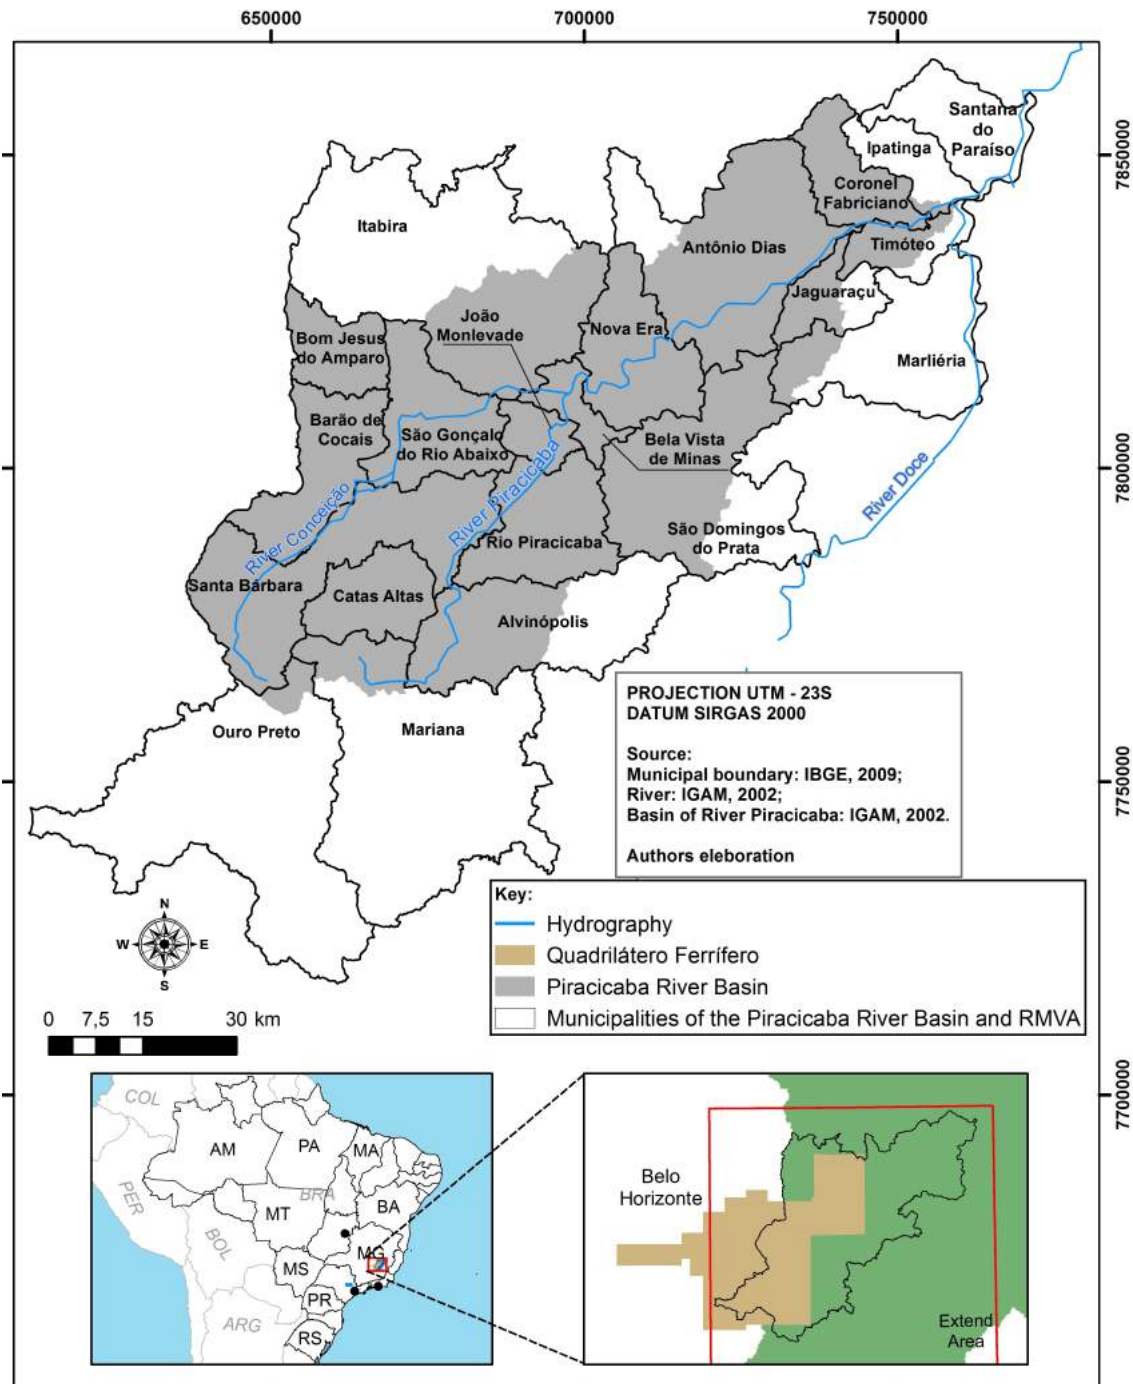 650000
700000
750000
Santana
do
Paraíso
Ipatinga
7850000
7850000
Coronel
Fabriciano
Itabira
Antônio Dias
Timóteo
Jaguaraçu
João
Monlevade
Nova Era
Bom Jesus
do Amparo
Marliéria
Barão de
Cocais
São Gonçalo
do Rio Abaixo
Bela Vista
de Minas
7800000
7800000
River Conceição
River Piracicaba
River Doce
São Domingos
do Prata
Rio Piracicaba
Santa Bárbara
Catas Altas
Alvinópolis
Ouro Preto
Mariana
PROJECTION UTM - 23S
DATUM SIRGAS 2000
Source:
Municipal boundary: IBGE, 2009;
River: IGAM, 2002;
Basin of River Piracicaba: IGAM, 2002.
Authors eleboration
7750000
7750000
Key:
Hydrography
Quadrilátero Ferrífero
Piracicaba River Basin
Municipalities of the Piracicaba River Basin and RMVA
N
W
E
S
0 7,5 15 30 km
7700000
7700000
COL
AM
PA
MA
PER
BRA
BA
MT
BOL
MG
MS
PR
ARG
RS
Belo
Horizonte
Extend
Area